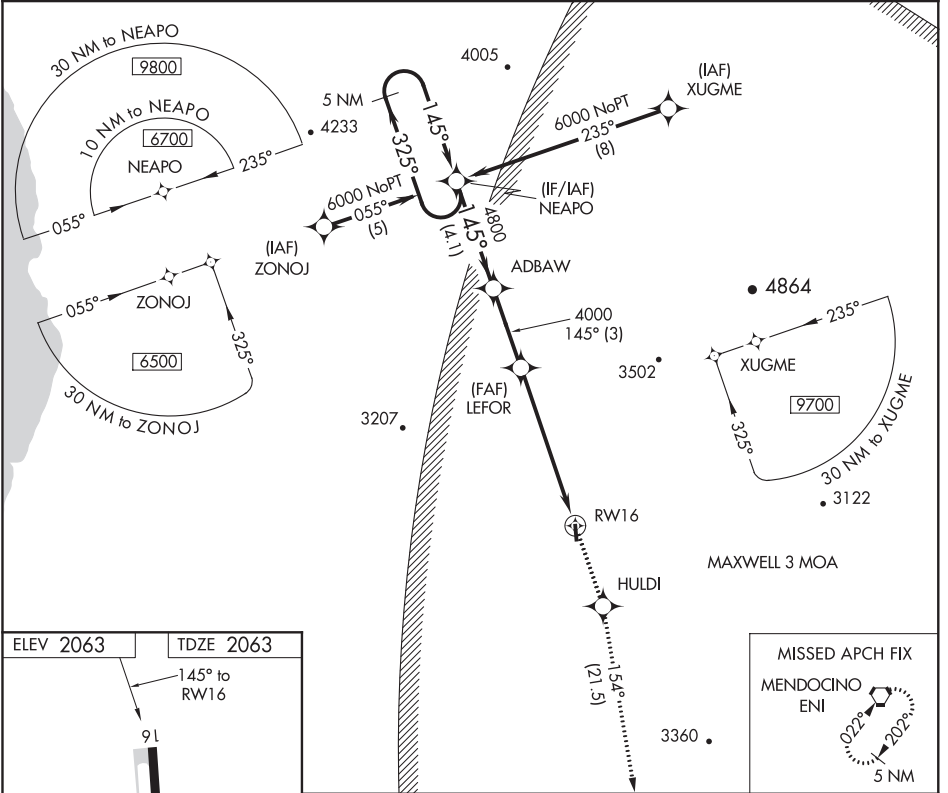 30 NM to NEAPO
9800
10 NM to NEAPO
6700
NEAPO
055°
235°
4233
4005
5 NM
145°
325°
(IAF)
XUGME
6000 NoPT
235°
(8)
(IF/IAF)
NEAPO
6000 NoPT
055°
(5)
(IAF)
ZONOJ
4800
145°
(4.1)
ADBAW
055°
ZONOJ
325°
6500
30 NM to ZONOJ
4000
145° (3)
(FAF)
LEFOR
4864
3502
235°
XUGME
9700
325°
30 NM to XUGME
3207
3122
RW16
MAXWELL 3 MOA
HULDI
154°
(21.5)
3360
ELEV 2063
TDZE 2063
145° to
RW16
16
MISSED APCH FIX
MENDOCINO
ENI
022°
202°
5 NM